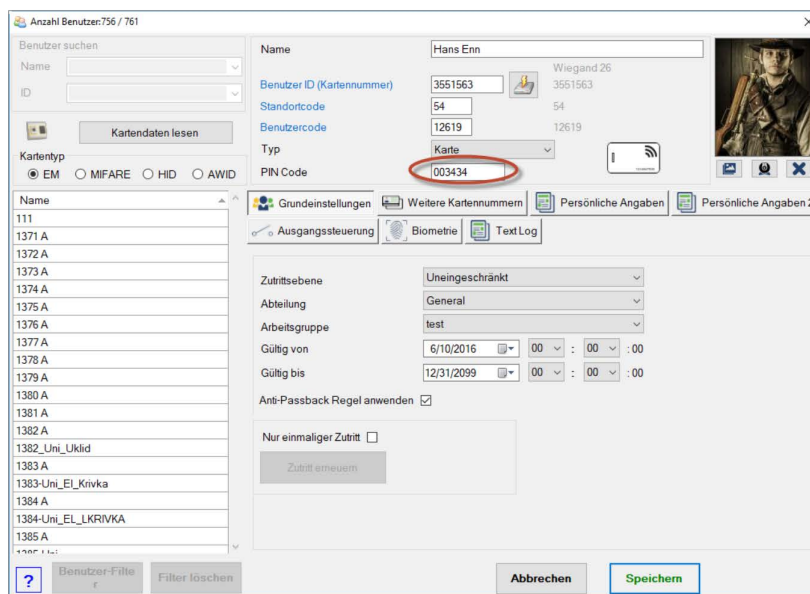 Anzahl Benutzer:756 / 761
Benutzer suchen
Name
ID
Kartendaten lesen
Kartentyp
EM MIFARE HID AWID
Name
111
1371 A
1372 A
1373 A
1374 A
1375 A
1376 A
1377 A
1378 A
1379 A
1380 A
1381 A
1382 A
1382_Uni_Uklid
1383 A
1383-Uni_El_Krivka
1384 A
1384-Uni_EL_LKRIVKA
1385 A
Name Hans Enn
Wiegand 26
Benutzer ID (Kartennummer) 3551563 3551563
Standortcode 54 54
Benutzercode 12619 12619
Typ Karte
PIN Code 003434
Grundeinstellungen Weitere Kartennummern Persönliche Angaben Persönliche Angaben 2
Ausgangssteuerung Biometrie Text Log
Zutrittsebene Uneingeschränkt
Abteilung General
Arbeitsgruppe test
Gültig von 6/10/2016 00 : 00 : 00
Gültig bis 12/31/2099 00 : 00 : 00
Anti-Passback Regel anwenden
Nur einmaliger Zutritt
Zutritt erneuern
? Benutzer-Filte
r
Filter löschen
Abbrechen Speichern